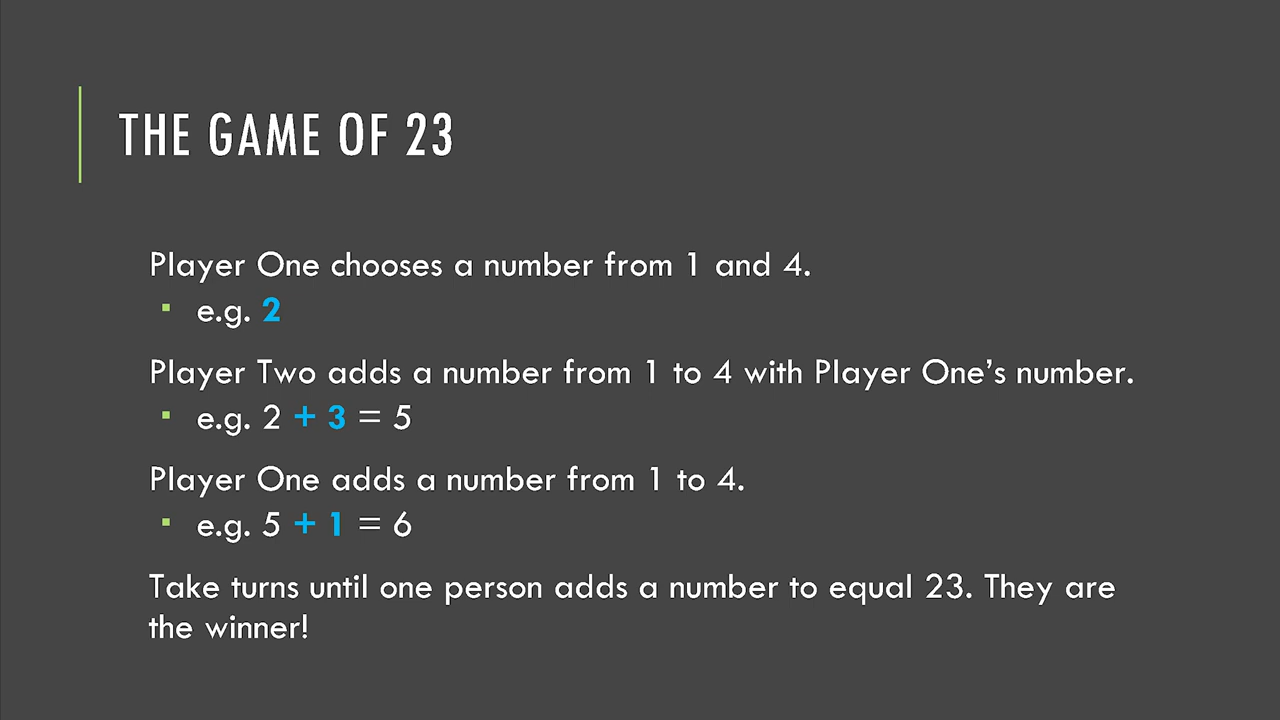 THE GAME OF 23
Player One chooses a number from 1 and 4.
▪ e.g. 2
Player Two adds a number from 1 to 4 with Player One’s number.
▪ e.g. 2 + 3 = 5
Player One adds a number from 1 to 4.
▪ e.g. 5 + 1 = 6
Take turns until one person adds a number to equal 23. They are
the winner!